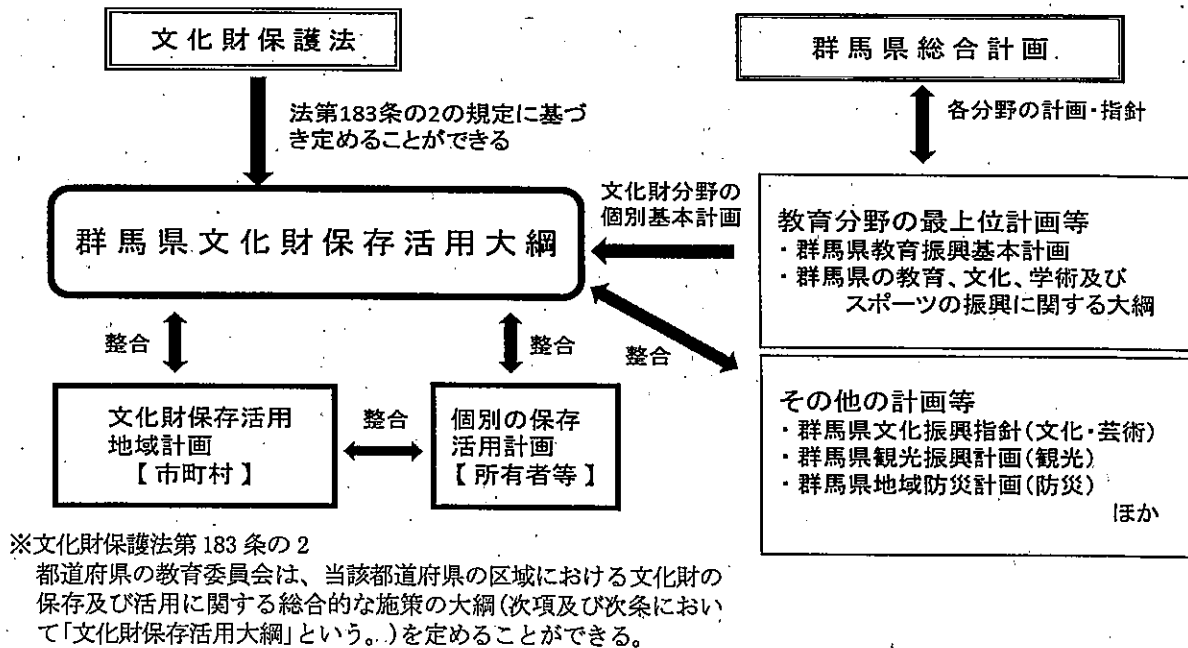 文化財保護法
群馬県総合計画
法第183条の2の規定に基づ
き定めることができる
各分野の計画・指針
群馬県文化財保存活用大綱
文化財分野の
個別基本計画
教育分野の最上位計画等
・群馬県教育振興基本計画
・群馬県の教育、文化、学術及び
スポーツの振興に関する大綱
整合
整合
整合
文化財保存活用
地域計画
【市町村】
整合
個別の保存
活用計画
【所有者等】
その他の計画等
・群馬県文化振興指針(文化・芸術)
・群馬県観光振興計画(観光)
・群馬県地域防災計画(防災)
ほか
※文化財保護法第183条の2
都道府県の教育委員会は、当該都道府県の区域における文化財の
保存及び活用に関する総合的な施策の大綱(次項及び次条におい
て「文化財保存活用大綱」という。)を定めることができる。